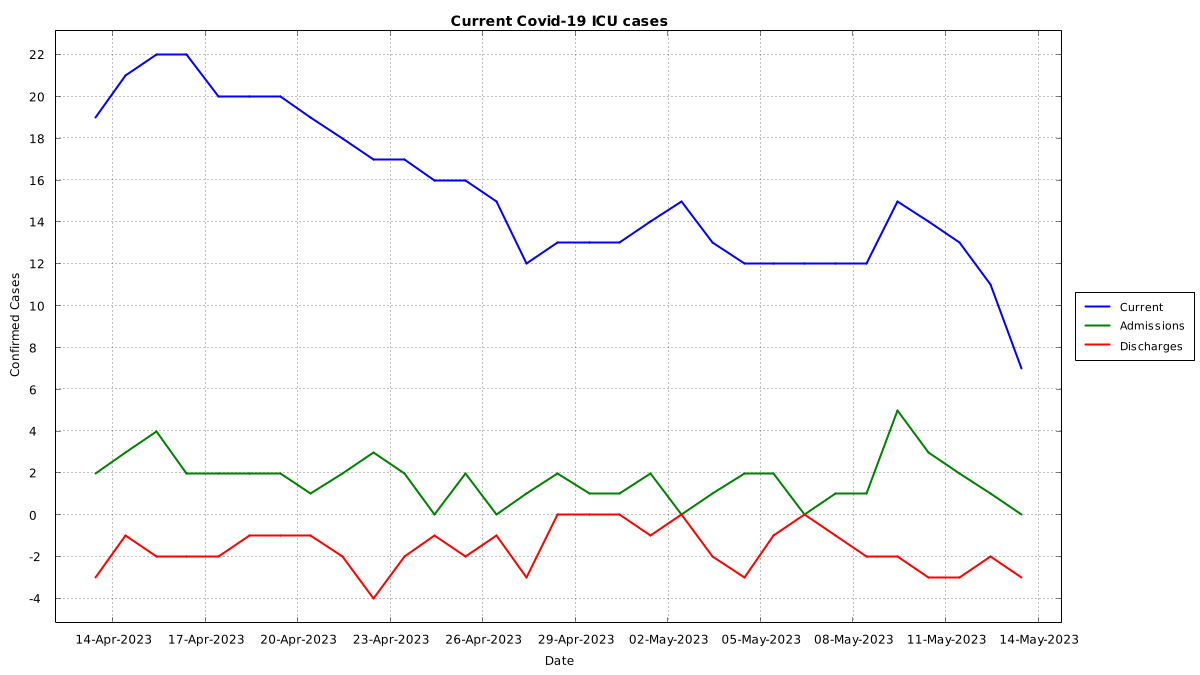 Current Covid-19 ICU cases
22
20
18
16
14
12
10
8
6
4
2
0
-2
-4
Confirmed Cases
14-Apr-2023 17-Apr-2023 20-Apr-2023 23-Apr-2023 26-Apr-2023 29-Apr-2023 02-May-2023 05-May-2023 08-May-2023 11-May-2023 14-May-2023
Date
Current
Admissions
Discharges